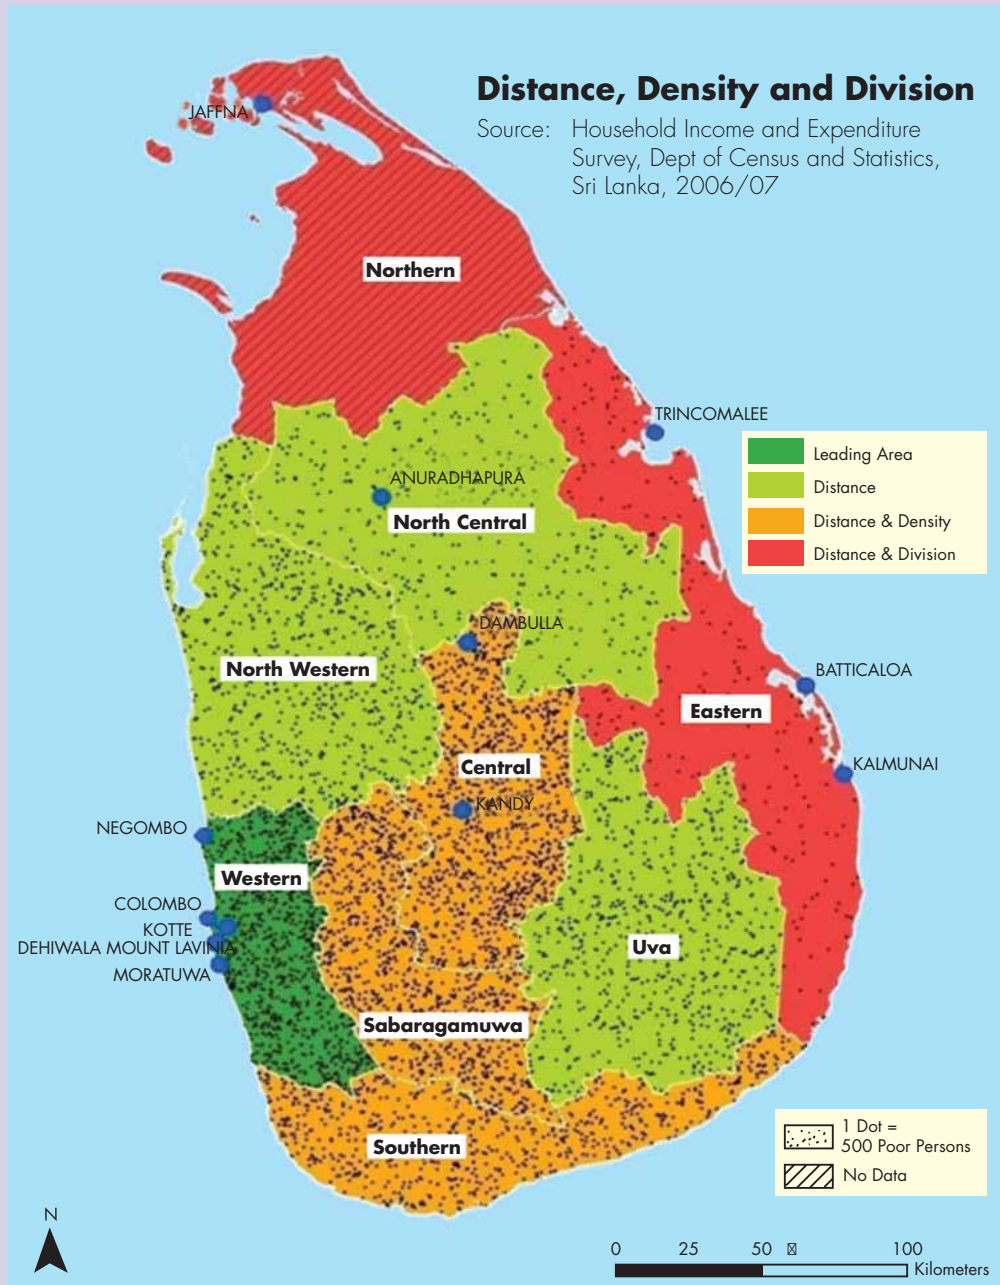 Distance, Density and Division
Source: Household Income and Expenditure
Survey, Dept of Census and Statistics,
Sri Lanka, 2006/07
JAFFNA
Northern
TRINCOMALEE
Leading Area
Distance
Distance & Density
Distance & Division
ANURADHAPURA
North Central
DAMBULLA
North Western
BATTICALOA
Eastern
Central
KALMUNAI
KANDY
NEGOMBO
Western
COLOMBO
KOTTE
DEHIWALA MOUNT LAVINIA
MORATUWA
Uva
Sabaragamuwa
Southern
1 Dot =
500 Poor Persons
No Data
N
0 25 50 100
Kilometers